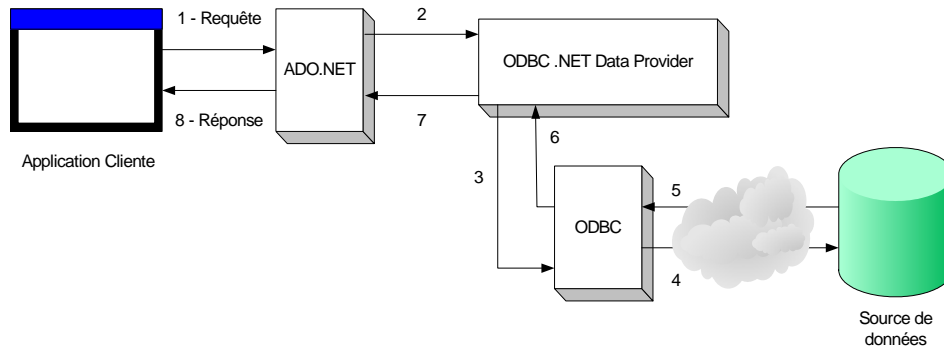 1 - Requête
2
ADO.NET
ODBC .NET Data Provider
8 - Réponse
7
6
Application Cliente
3
5
ODBC
4
Source de
données